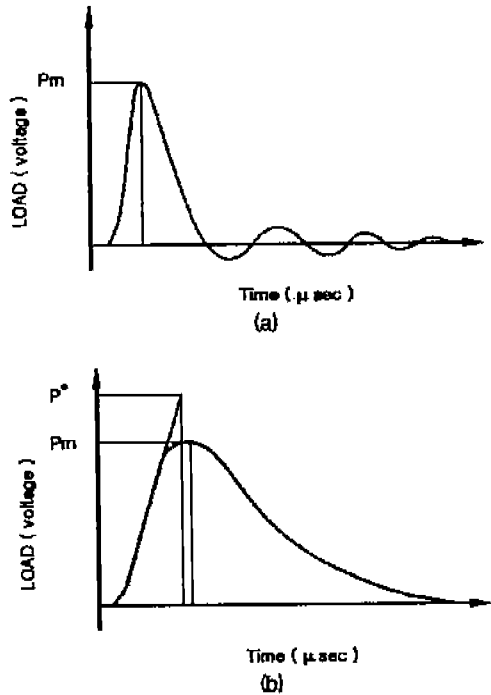 Pm
LOAD ( voltage )
Time ( μ sec )
(a)
P*
Pm
LOAD ( voltage )
Time ( μ sec )
(b)